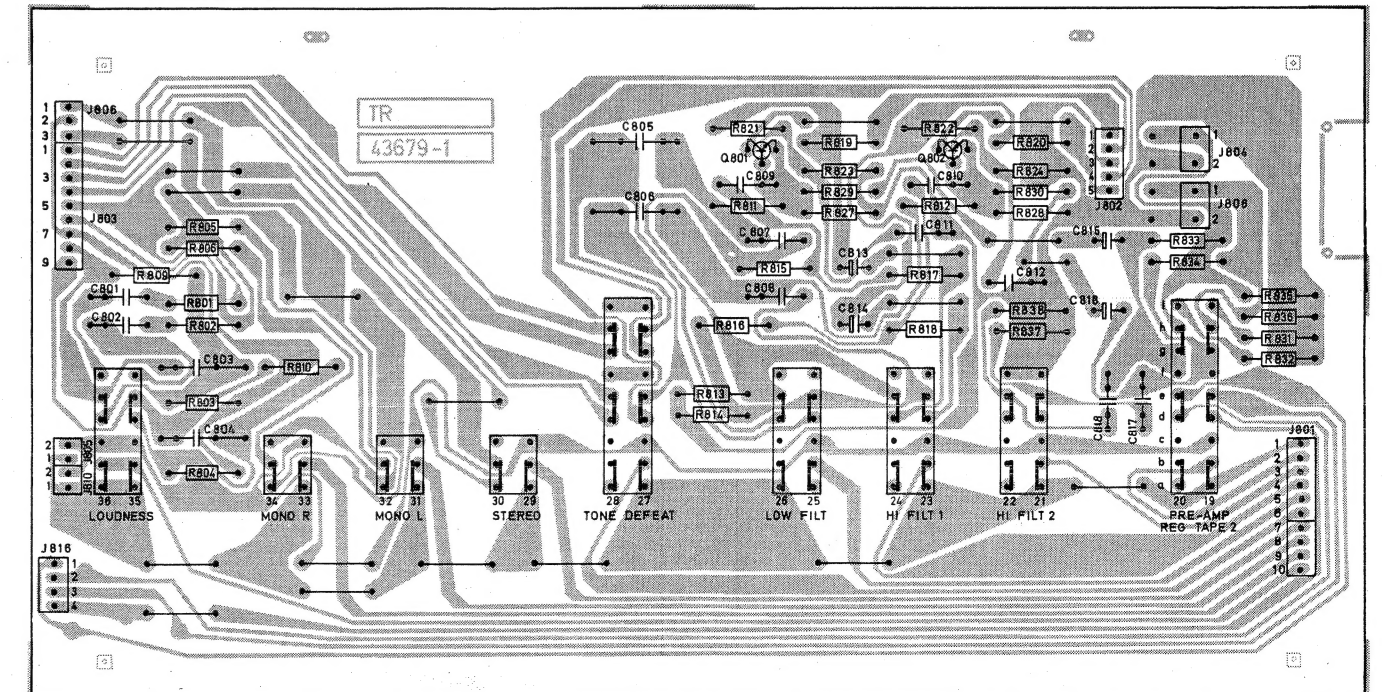 J806
1
2
3
1
3
5
7
9
J803
TR
43679-1
C805
C806
R821
Q801
C809
R811
C807
R815
C808
R816
R819
R823
R829
R827
C813
C814
R822
Q802
C810
R812
C811
R817
R818
R820
R824
R830
R828
C812
R838
R837
1
2
3
4
5
J802
1
2
J804
1
2
C815
R833
R834
C816
R835
R836
R831
R832
R805
R806
R809
C801
R801
C802
R802
C803
R810
R803
C804
R804
R813
R814
C818
C817
k
h
g
f
e
d
c
b
a
2
1
J805
2
1
J810
36 35
LOUDNESS
34 33
MONO R
32 31
MONO L
30 29
STEREO
28 27
TONE DEFEAT
26 25
LOW FILT
24 23
HI FILT 1
22 21
HI FILT 2
20 19
PRE-AMP
REG TAPE 2
J801
1
2
3
4
5
6
7
8
9
10
J816
1
2
3
4